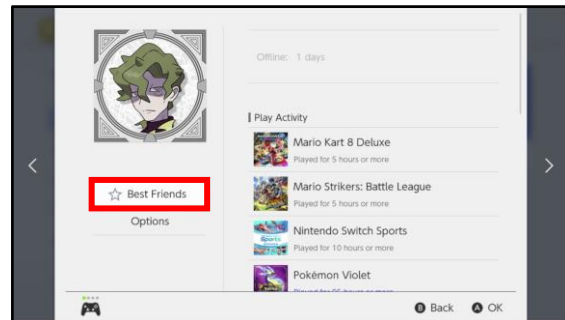 Offline: 1 days
Play Activity
Mario Kart 8 Deluxe
Played for 5 hours or more
Mario Strikers: Battle League
Played for 5 hours or more
Best Friends
Options
Nintendo Switch Sports
Played for 10 hours or more
Pokémon Violet
B Back
A OK